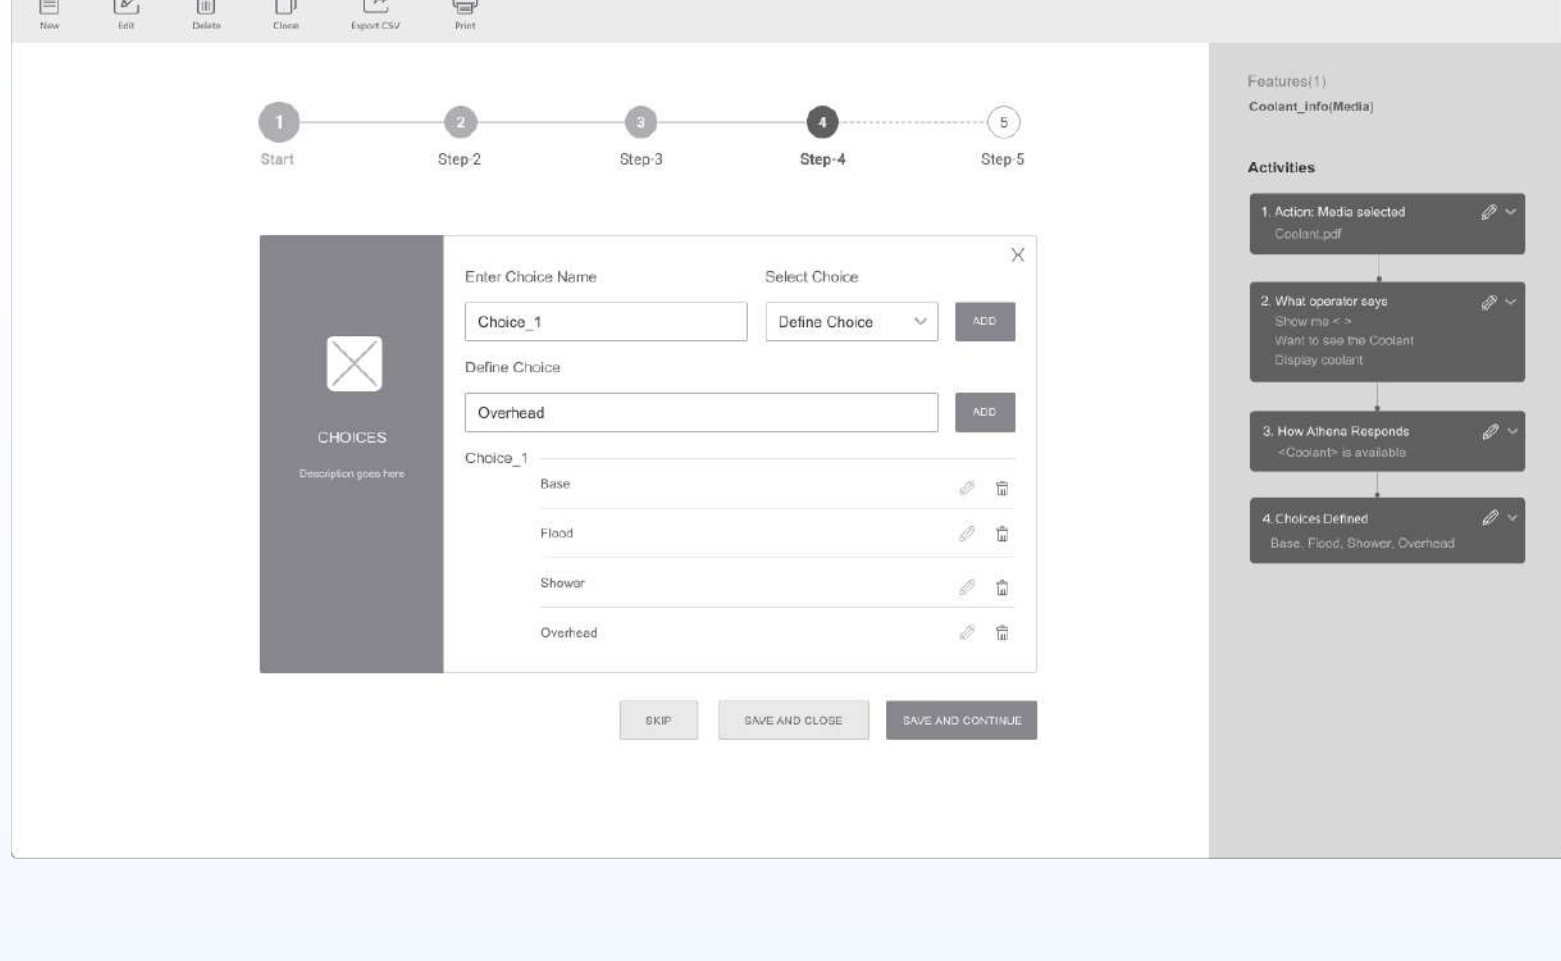 New Edit Delete Clone Export CSV Print
1 2 3 4 5
Start Step-2 Step-3 Step-4 Step-5
CHOICES
Description goes here
Enter Choice Name Select Choice
Choice_1 Define Choice ADD
Define Choice
Overhead ADD
Choice_1
Base
Flood
Shower
Overhead
SKIP SAVE AND CLOSE SAVE AND CONTINUE
Features(1)
Coolant_info(Media)
Activities
1. Action: Media selected
Coolant.pdf
2. What operator says
Show me < >
Want to see the Coolant
Display coolant
3. How Athena Responds
<Coolant> is available
4. Choices Defined
Base, Flood, Shower, Overhead